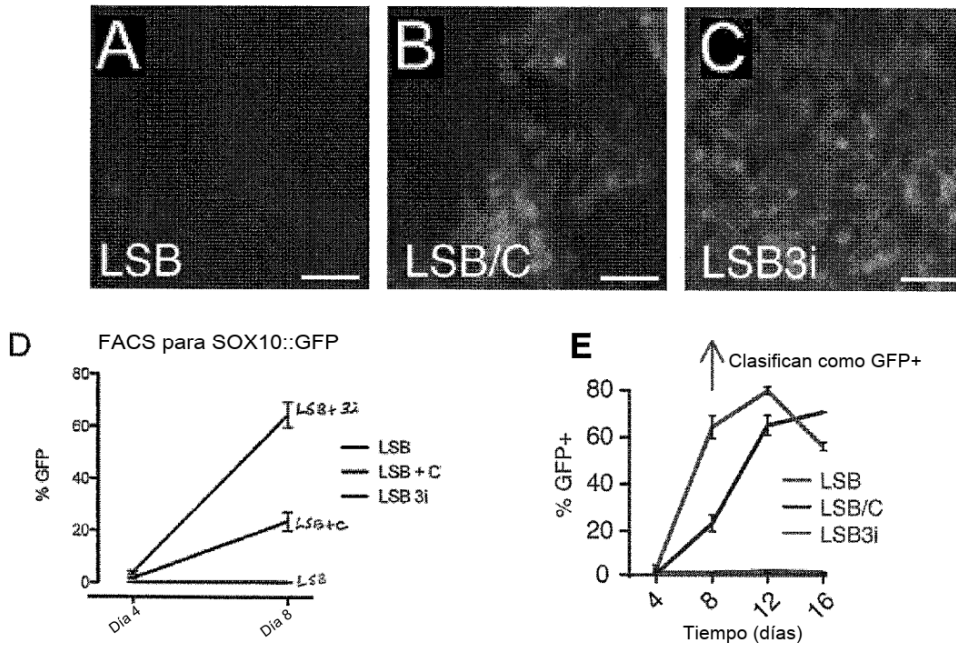 A
B
C
LSB
LSB/C
LSB3i
D
FACS para SOX10::GFP
80
60
40
20
0
% GFP
LSB+3i
LSB+C
LSB
LSB
LSB + C
LSB 3i
Día 4
Día 8
E
Clasifican como GFP+
80
60
40
20
0
% GFP+
LSB
LSB/C
LSB3i
4
8
12
16
Tiempo (días)